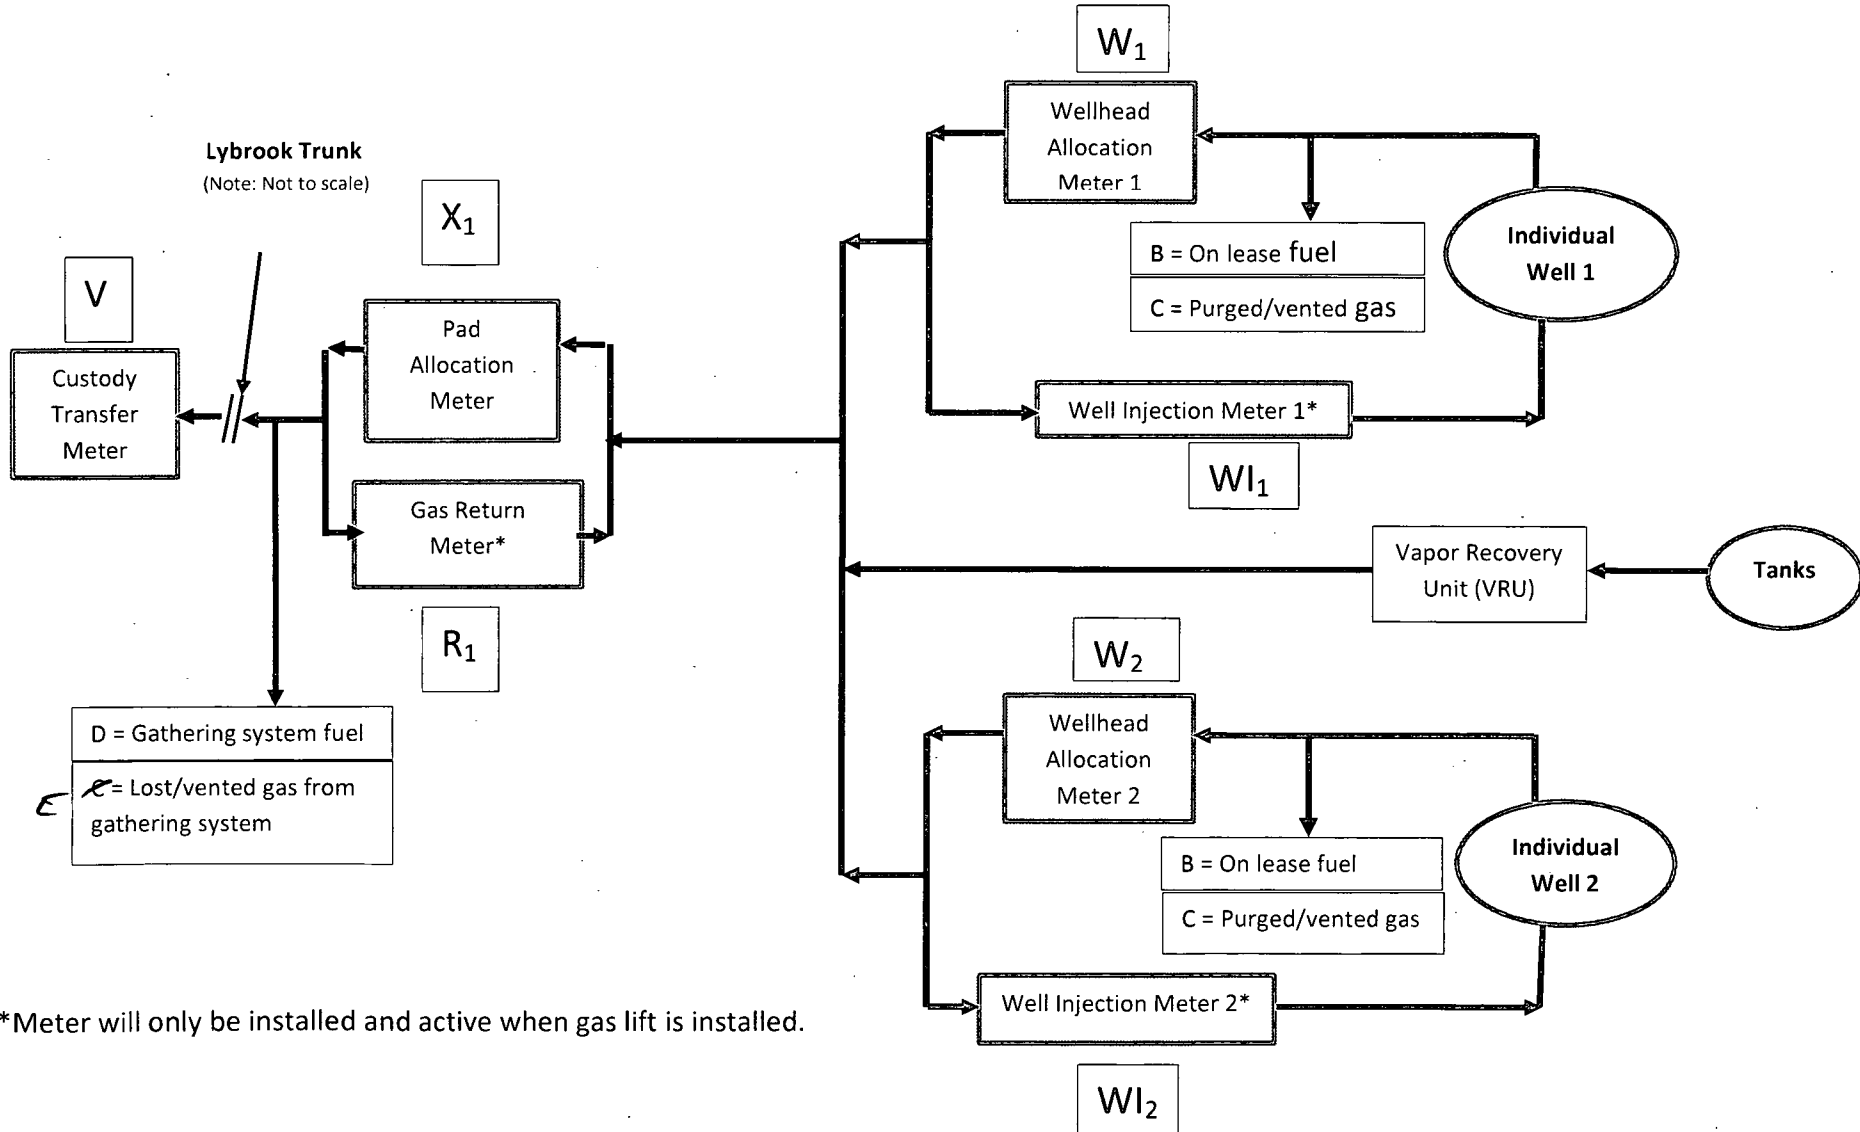 W₁
Wellhead
Allocation
Meter 1
Lybrook Trunk
(Note: Not to scale)
X₁
B = On lease fuel
C = Purged/vented gas
Individual
Well 1
V
Pad
Allocation
Meter
Custody
Transfer
Meter
Well Injection Meter 1*
WI₁
Gas Return
Meter*
R₁
Vapor Recovery
Unit (VRU)
Tanks
W₂
Wellhead
Allocation
Meter 2
D = Gathering system fuel
E = Lost/vented gas from
gathering system
B = On lease fuel
C = Purged/vented gas
Individual
Well 2
Well Injection Meter 2*
*Meter will only be installed and active when gas lift is installed.
WI₂